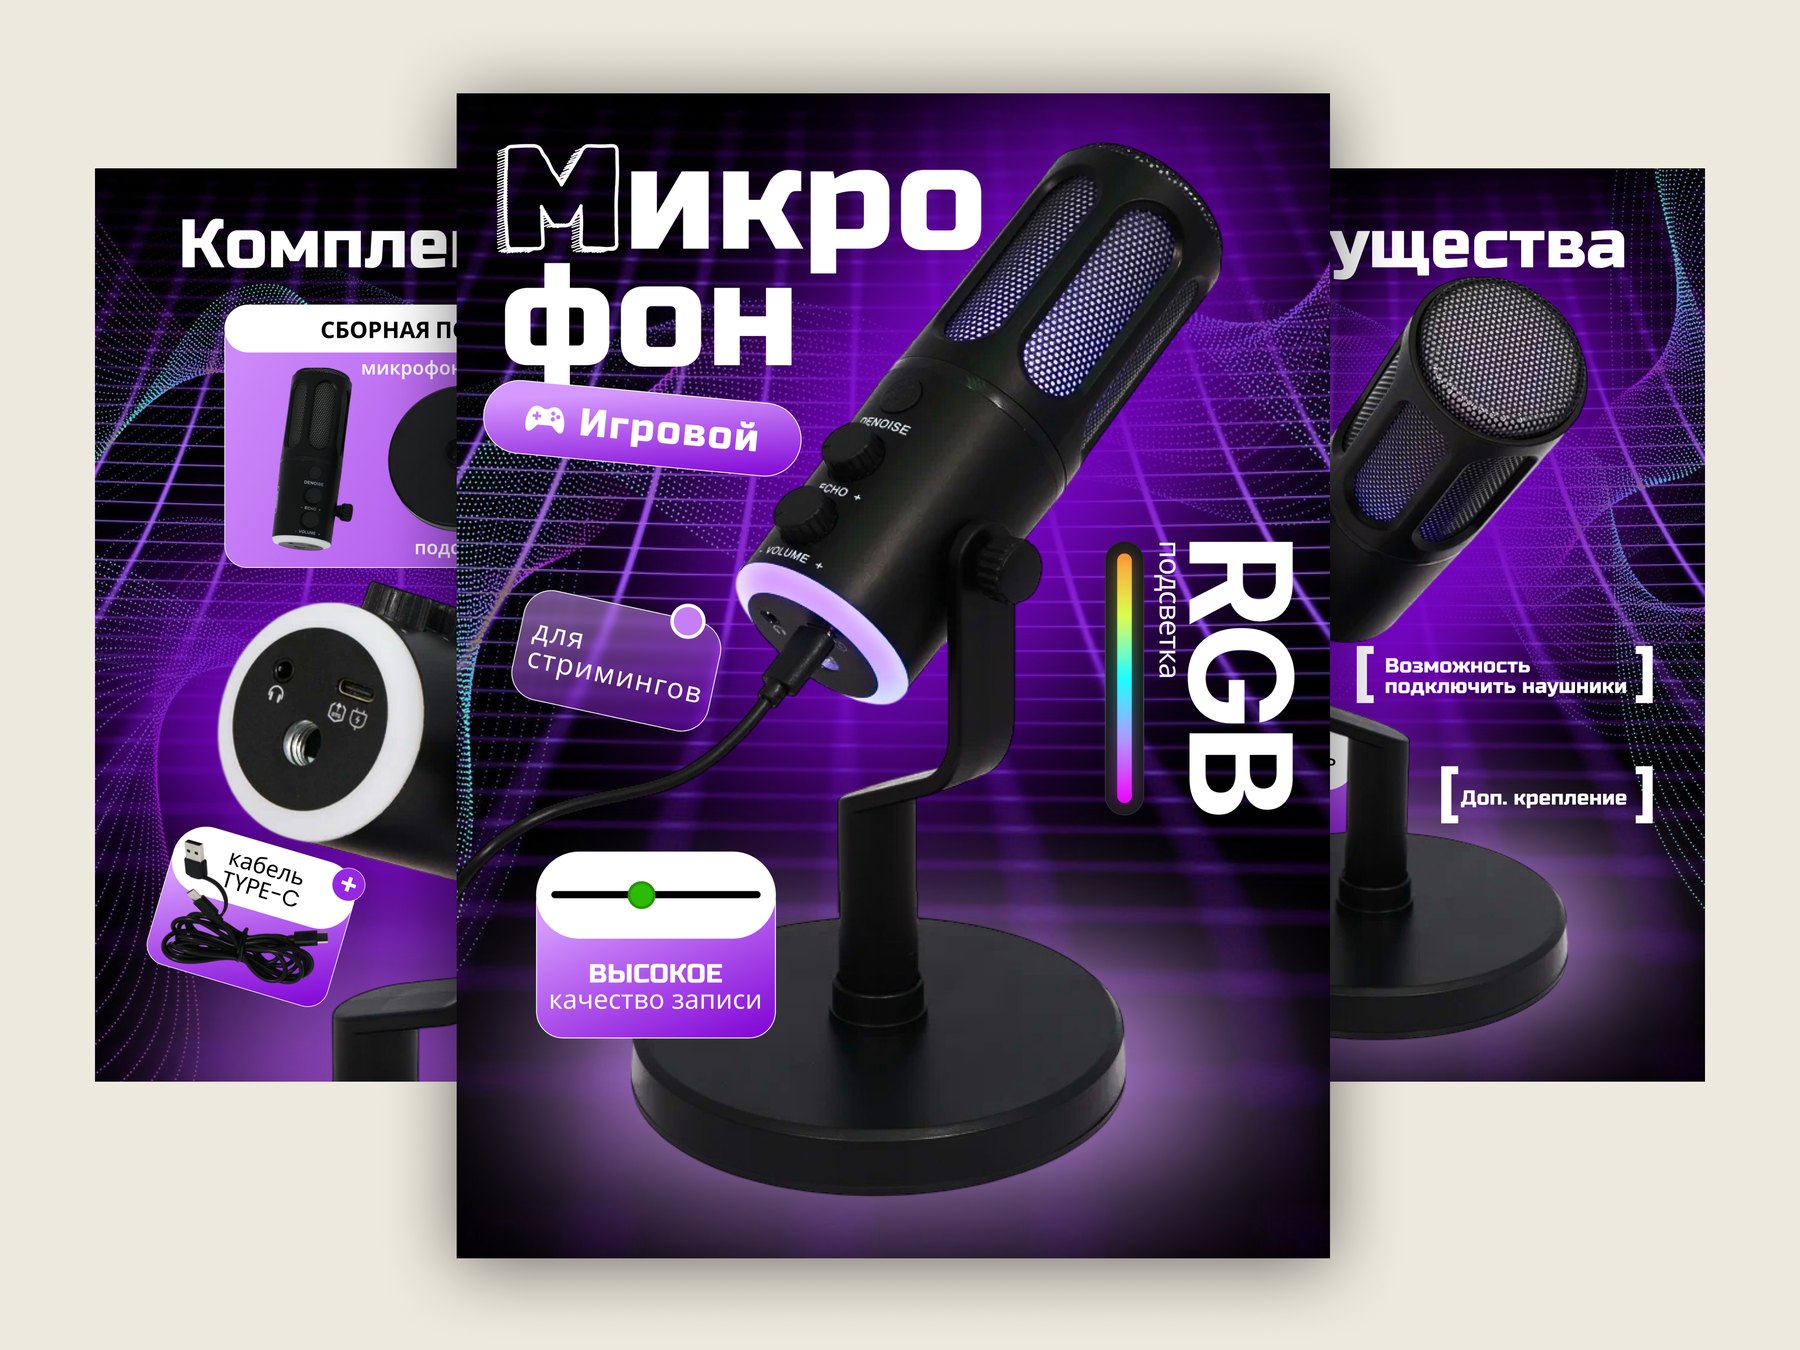 Комплек
СБОРНАЯ ПО
микрофон
DENOISE
- ECHO +
- VOLUME +
подс
кабель
TYPE-C
Микро
фон
Игровой
DENOISE
ECHO +
- VOLUME +
для
стримингов
подсветка
RGB
ВЫСОКОЕ
качество записи
ущества
[ Возможность
подключить наушники ]
[ Доп. крепление ]